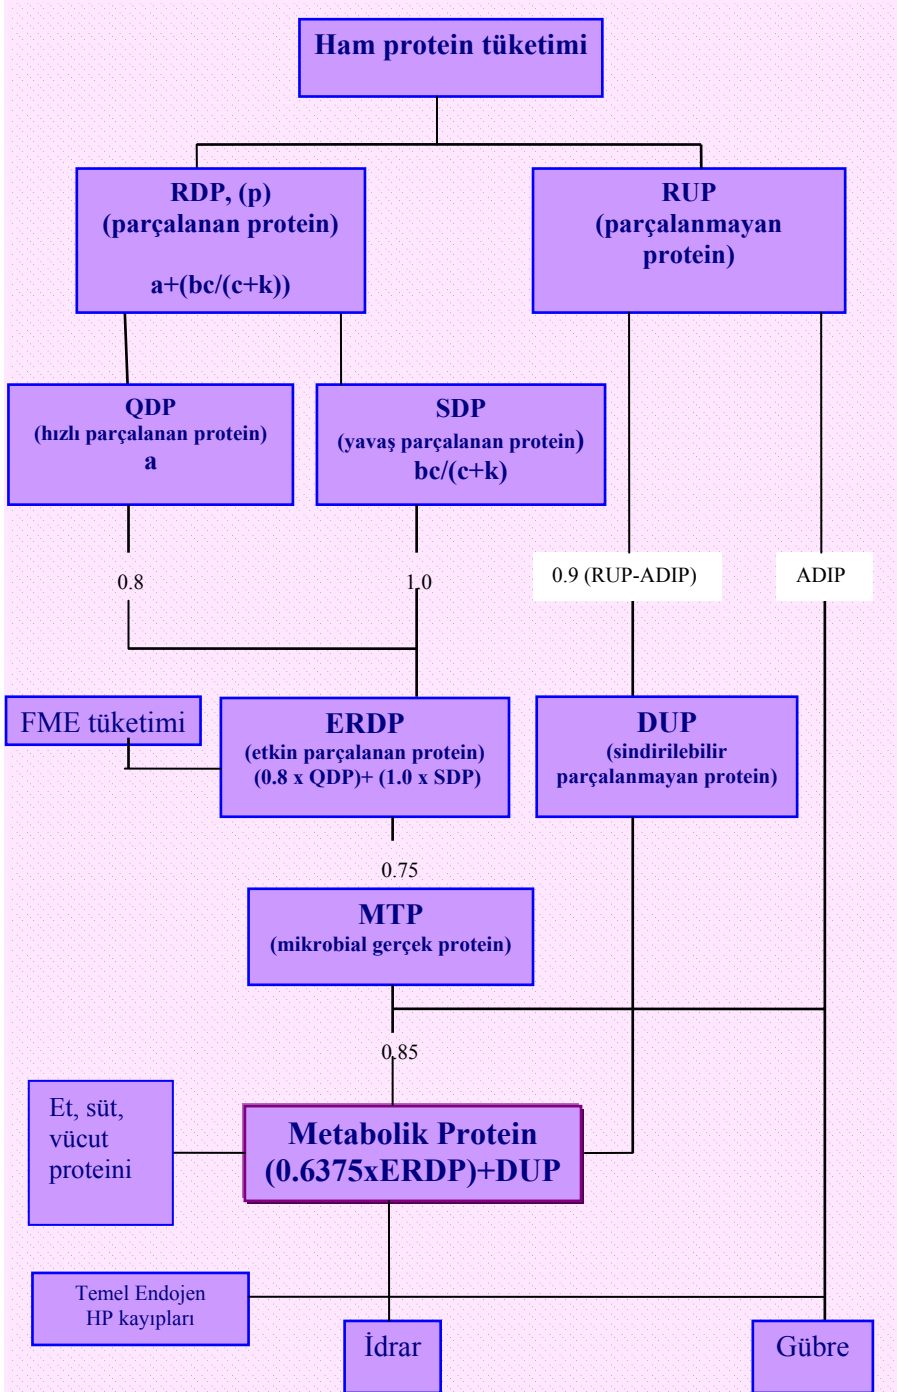 Ham protein tüketimi
RDP, (p)
(parçalanan protein)
a+(bc/(c+k))
RUP
(parçalanmayan
protein)
QDP
(hızlı parçalanan protein)
a
SDP
(yavaş parçalanan protein)
bc/(c+k)
0.8
1.0
0.9 (RUP-ADIP)
ADIP
FME tüketimi
ERDP
(etkin parçalanan protein)
(0.8 x QDP)+ (1.0 x SDP)
DUP
(sindirilebilir
parçalanmayan protein)
0.75
MTP
(mikrobial gerçek protein)
0.85
Et, süt,
vücut
proteini
Metabolik Protein
(0.6375xERDP)+DUP
Temel Endojen
HP kayıpları
İdrar
Gübre